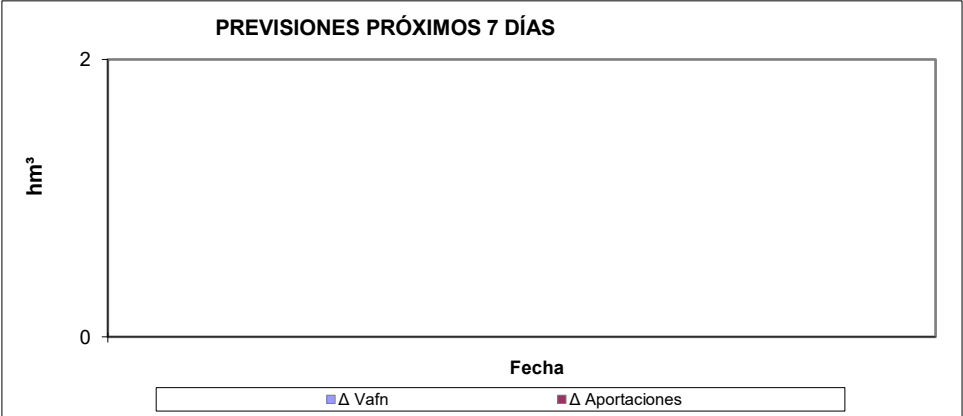 PREVISIONES PRÓXIMOS 7 DÍAS
2
hm³
0
Fecha
Δ Vafn Δ Aportaciones